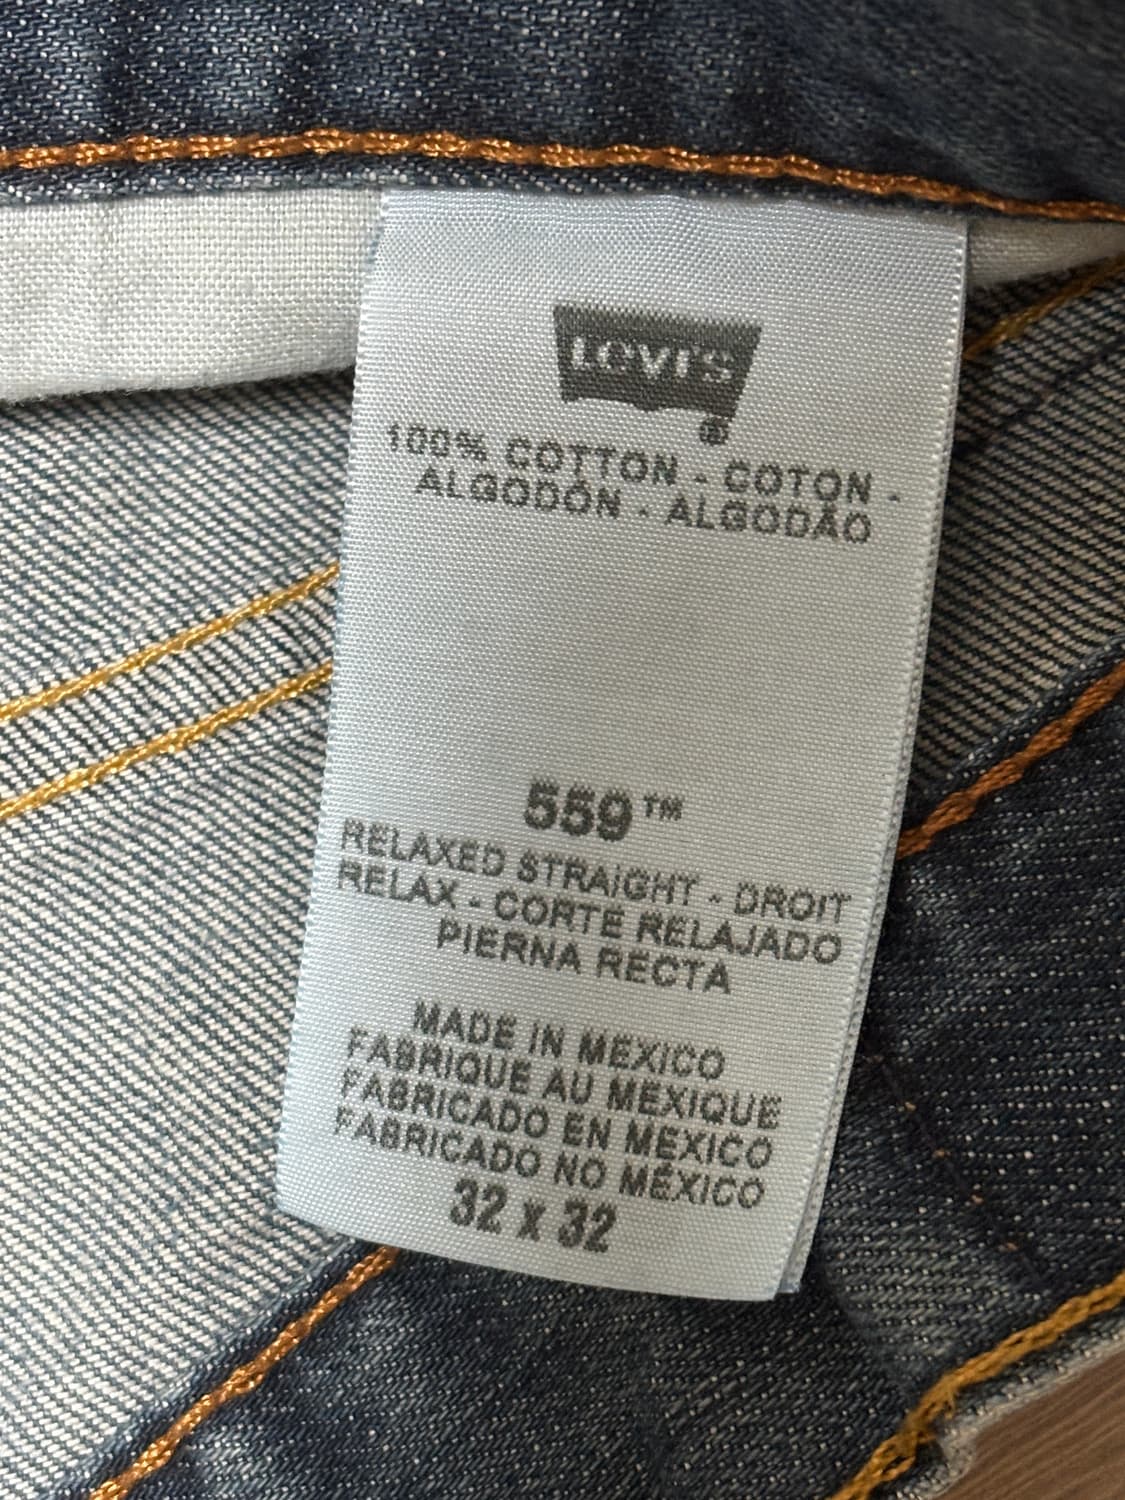 Levi's
®
100% COTTON - COTON -
ALGODÓN - ALGODÃO
559™
RELAXED STRAIGHT - DROIT
RELAX - CORTE RELAJADO
PIERNA RECTA
MADE IN MEXICO
FABRIQUE AU MEXIQUE
FABRICADO EN MEXICO
FABRICADO NO MÉXICO
32 x 32